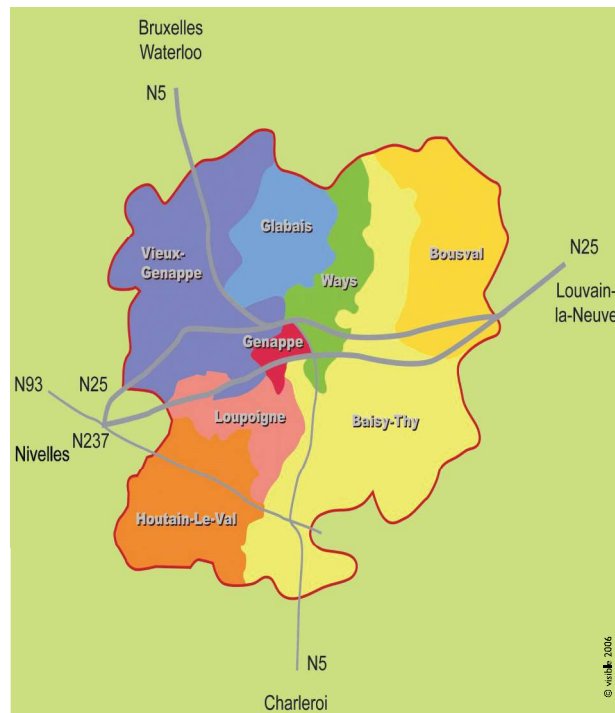 Bruxelles
Waterloo
N5
Glabais
Vieux-
Genappe
Ways
Bousval
N25
Louvain-
la-Neuve
Genappe
N93
N25
Loupoigne
Baisy-Thy
N237
Nivelles
Houtain-Le-Val
N5
Charleroi
© visible 2006